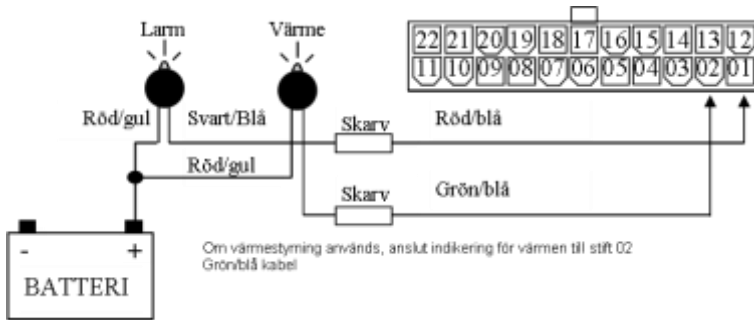 Larm Värme
22 21 20 19 18 17 16 15 14 13 12
11 10 09 08 07 06 05 04 03 02 01
Röd/gul Svart/Blå Skarv Röd/blå
Röd/gul
Skarv Grön/blå
- +
BATTERI
Om värmestyrning används, anslut indikering för värmen till stift 02
Grön/blå kabel